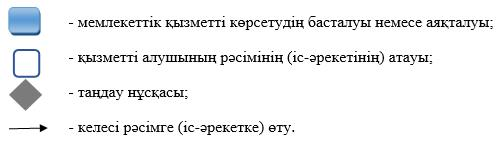 - мемлекеттік қызметті көрсетудің басталуы немесе аяқталуы;
- қызметті алушының рәсімінің (іс-әрекетінің) атауы;
- таңдау нұсқасы;
- келесі рәсімге (іс-әрекетке) өту.